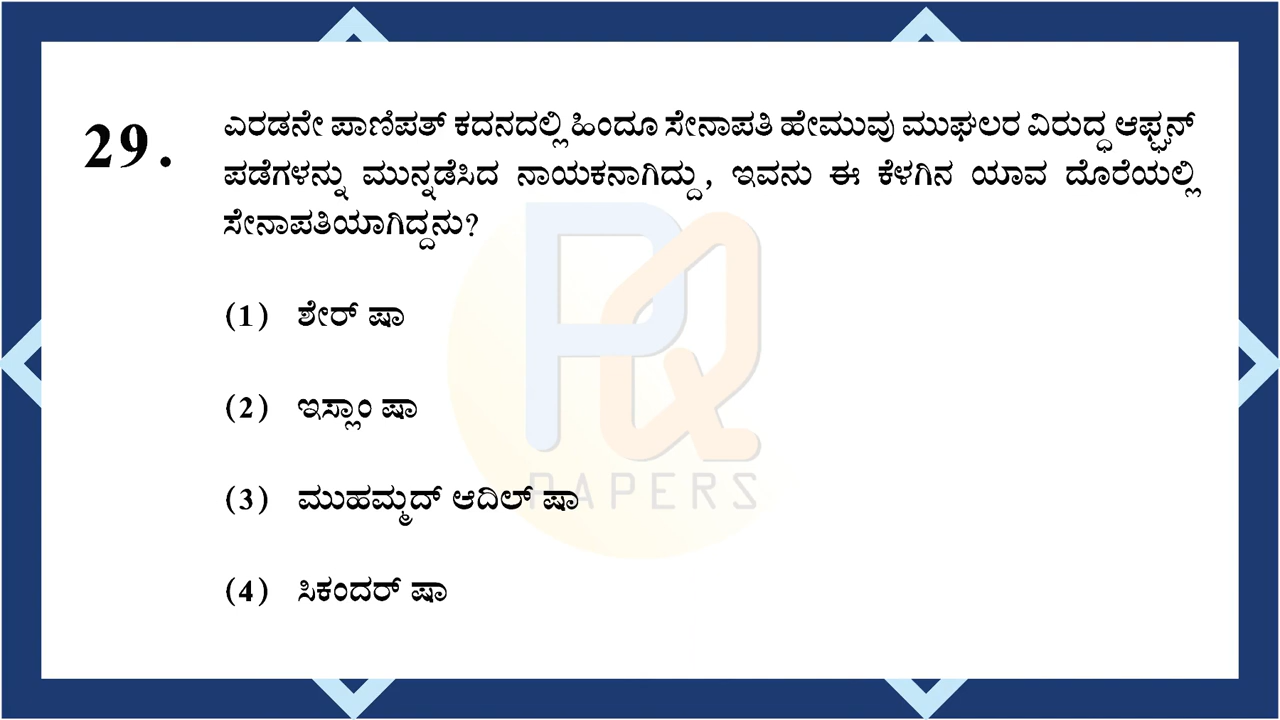 29. ಎರಡನೇ ಪಾಣಿಪತ್ ಕದನದಲ್ಲಿ ಹಿಂದೂ ಸೇನಾಪತಿ ಹೇಮುವು ಮುಘಲರ ವಿರುದ್ಧ ಆಫ್ಘನ್
ಪಡೆಗಳನ್ನು ಮುನ್ನಡೆಸಿದ ನಾಯಕನಾಗಿದ್ದು, ಇವನು ಈ ಕೆಳಗಿನ ಯಾವ ದೊರೆಯಲ್ಲಿ
ಸೇನಾಪತಿಯಾಗಿದ್ದನು?
(1) ಶೇರ್ ಷಾ
(2) ಇಸ್ಲಾಂ ಷಾ
(3) ಮುಹಮ್ಮದ್ ಆದಿಲ್ ಷಾ
(4) ಸಿಕಂದರ್ ಷಾ
PQ
PAPERS